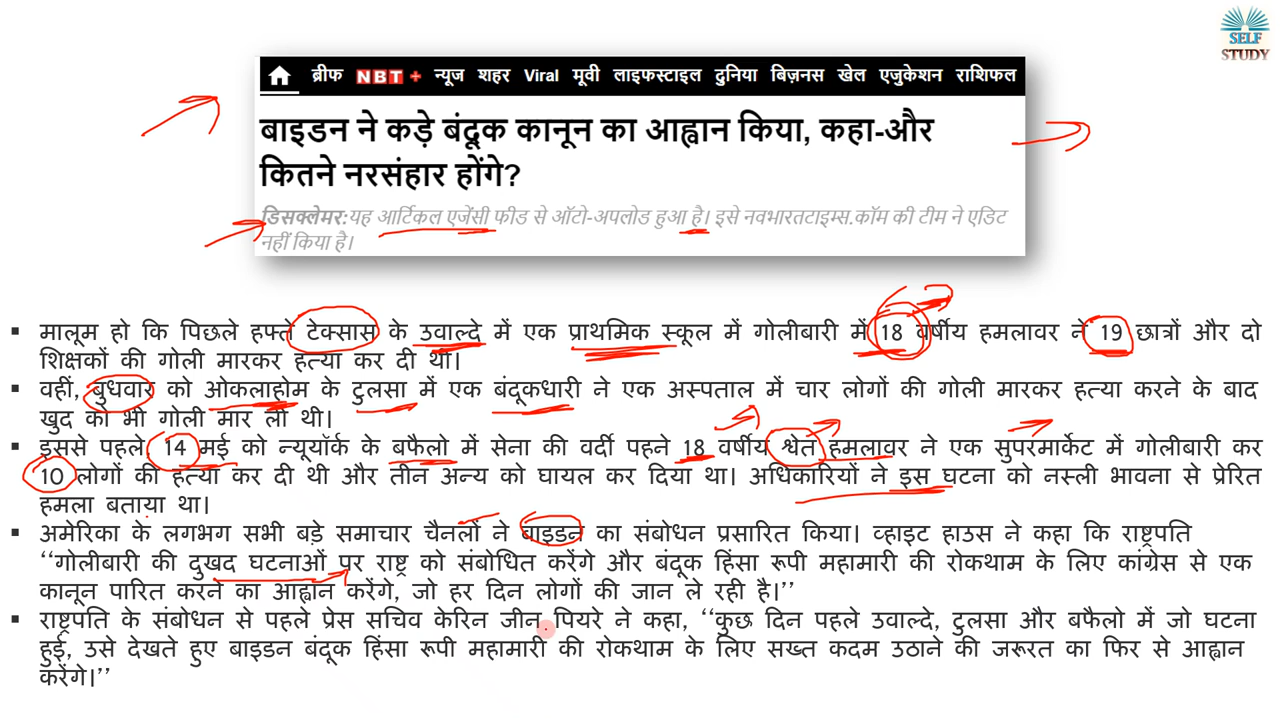 SELF
STUDY
ब्रीफ NBT + न्यूज शहर Viral मूवी लाइफस्टाइल दुनिया बिज़नस खेल एजुकेशन राशिफल
बाइडन ने कड़े बंदूक कानून का आह्वान किया, कहा-और
कितने नरसंहार होंगे?
डिसक्लेमर:यह आर्टिकल एजेंसी फीड से ऑटो-अपलोड हुआ है। इसे नवभारतटाइम्स.कॉम की टीम ने एडिट
नहीं किया है।
▪ मालूम हो कि पिछले हफ्ते टेक्सास के उवाल्दे में एक प्राथमिक स्कूल में गोलीबारी में 18 वर्षीय हमलावर ने 19 छात्रों और दो
शिक्षकों की गोली मारकर हत्या कर दी थी।
▪ वहीं, बुधवार को ओकलाहोम के टुलसा में एक बंदूकधारी ने एक अस्पताल में चार लोगों की गोली मारकर हत्या करने के बाद
खुद को भी गोली मार ली थी।
▪ इससे पहले, 14 मई को न्यूयॉर्क के बफैलो में सेना की वर्दी पहने 18 वर्षीय श्वेत हमलावर ने एक सुपरमार्केट में गोलीबारी कर
10 लोगों की हत्या कर दी थी और तीन अन्य को घायल कर दिया था। अधिकारियों ने इस घटना को नस्ली भावना से प्रेरित
हमला बताया था।
▪ अमेरिका के लगभग सभी बड़े समाचार चैनलों ने बाइडन का संबोधन प्रसारित किया। व्हाइट हाउस ने कहा कि राष्ट्रपति
‘‘गोलीबारी की दुखद घटनाओं पर राष्ट्र को संबोधित करेंगे और बंदूक हिंसा रूपी महामारी की रोकथाम के लिए कांग्रेस से एक
कानून पारित करने का आह्वान करेंगे, जो हर दिन लोगों की जान ले रही है।’’
▪ राष्ट्रपति के संबोधन से पहले प्रेस सचिव केरिन जीन पियरे ने कहा, ‘‘कुछ दिन पहले उवाल्दे, टुलसा और बफैलो में जो घटना
हुई, उसे देखते हुए बाइडन बंदूक हिंसा रूपी महामारी की रोकथाम के लिए सख्त कदम उठाने की जरूरत का फिर से आह्वान
करेंगे।’’